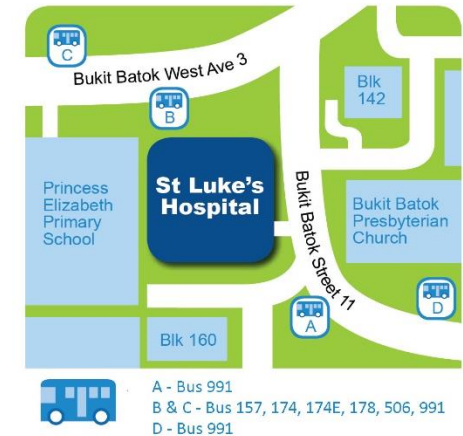 C
Bukit Batok West Ave 3
B
Blk
142
Princess
Elizabeth
Primary
School
St Luke's
Hospital
Bukit Batok Street 11
Bukit Batok
Presbyterian
Church
D
A
Blk 160
A - Bus 991
B & C - Bus 157, 174, 174E, 178, 506, 991
D - Bus 991